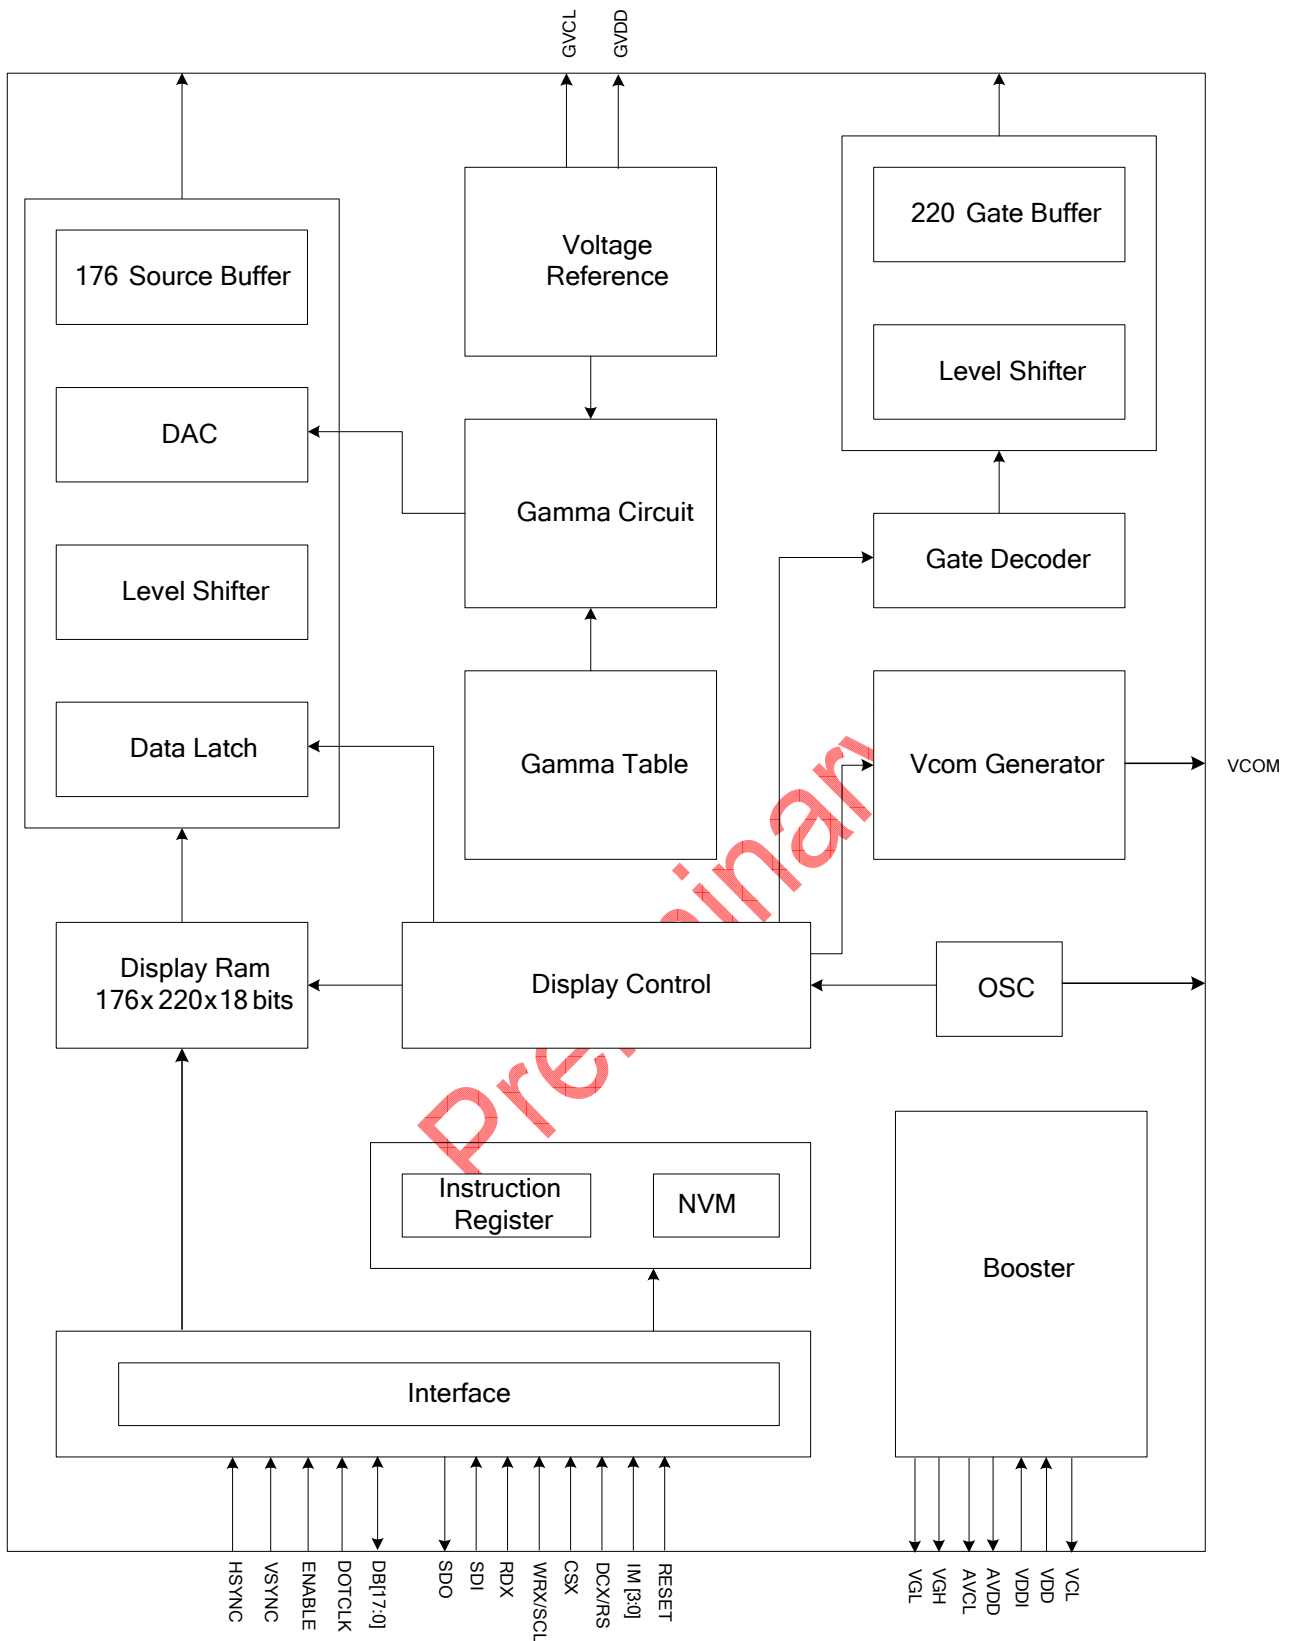 GVCL
GVDD
176 Source Buffer
DAC
Level Shifter
Data Latch
Voltage
Reference
Gamma Circuit
Gamma Table
220 Gate Buffer
Level Shifter
Gate Decoder
Vcom Generator
VCOM
Display Ram
176x 220x18 bits
Display Control
OSC
Preliminary
Instruction
Register
NVM
Interface
Booster
HSYNC
VSYNC
ENABLE
DOTCLK
DB[17:0]
SDO
SDI
RDX
WRX/SCL
CSX
DCX/RS
IM [3:0]
RESET
VGL
VGH
AVCL
AVDD
VDDI
VDD
VCL